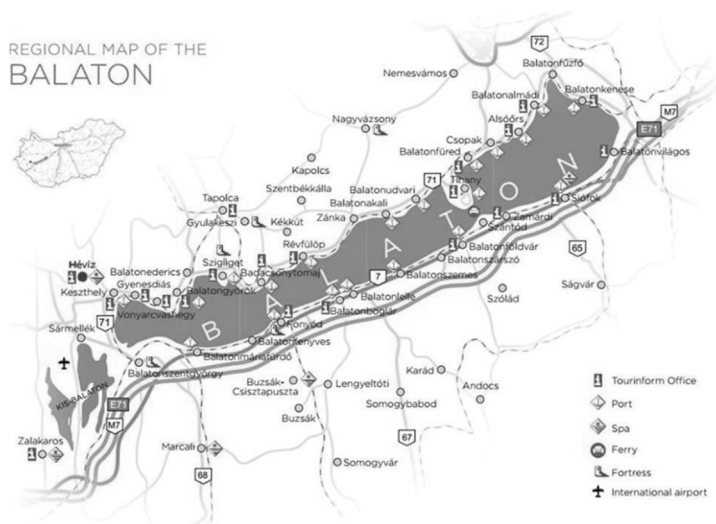 REGIONAL MAP OF THE
BALATON
72
Balatonfűzfő
Nemesvámos
Balatonalmádi
Balatonkenese
M7
Alsóörs
E71
Nagyvázsony
Csopak
Balatonfüred
Balatonvilágos
Kapolcs
71
Tihany
Szentbékkálla
Balatonudvari
Siófok
Tapolca
Balatonakali
Zánka
Zamárdi
Gyulakeszi
Kékkút
Szántód
65
Révfülöp
Balatonföldvár
Szigliget
Hévíz
Balatonederics
Badacsonytomaj
Balatonszárszó
7
Balatonszemes
Gyenesdiás
Keszthely
Balatongyörök
Ságvár
Szólád
Balatonlelle
Vonyarcvashegy
BALATON
Balatonboglár
71
Fonyód
Sármellék
Balatonfenyves
Balatonmáriafürdő
Balatonszentgyörgy
Karád
Buzsák-
Csisztapuszta
Lengyeltóti
Andocs
KIS-BALATON
Somogybabod
E71
Buzsák
M7
67
Zalakaros
Marcali
Somogyvár
68
Tourinform Office
Port
Spa
Ferry
Fortress
International airport